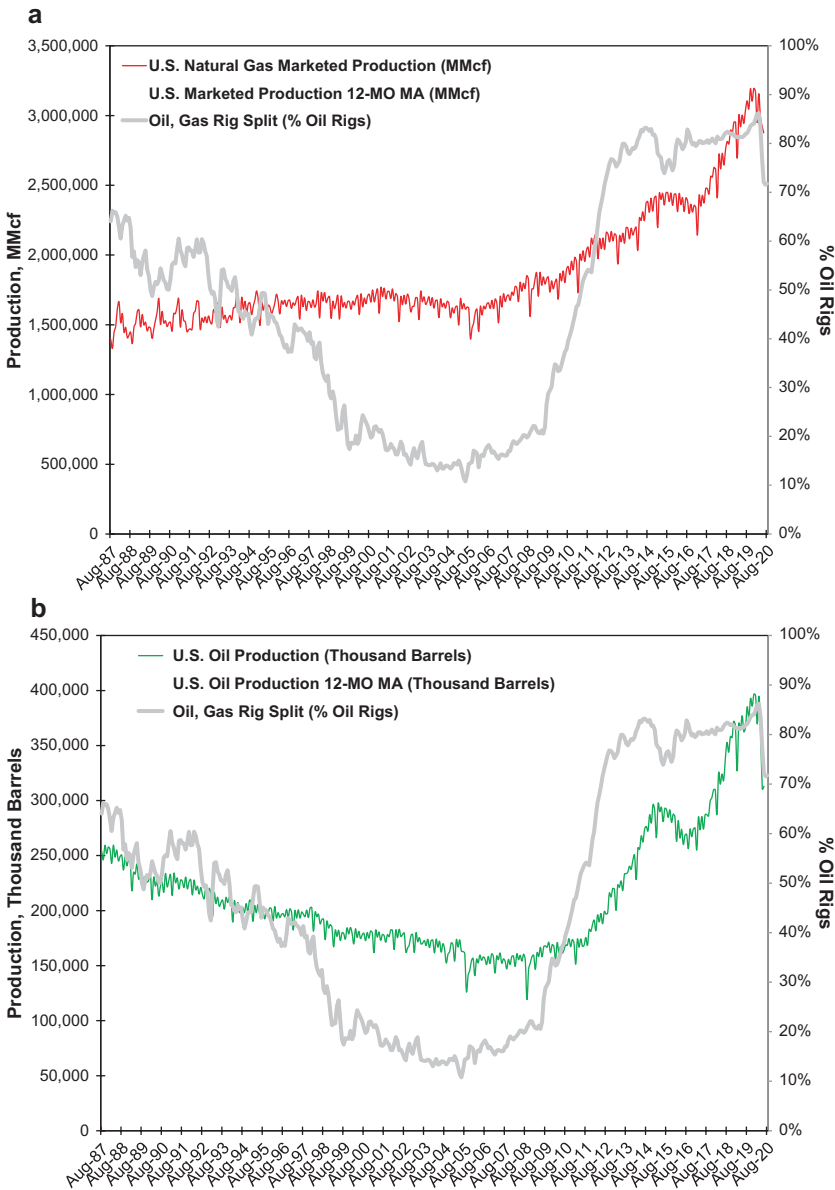 a
3,500,000
3,000,000
2,500,000
2,000,000
1,500,000
1,000,000
500,000
0
Production, MMcf
U.S. Natural Gas Marketed Production (MMcf)
U.S. Marketed Production 12-MO MA (MMcf)
Oil, Gas Rig Split (% Oil Rigs)
100%
90%
80%
70%
60%
50%
40%
30%
20%
10%
0%
% Oil Rigs
Aug-87
Aug-88
Aug-89
Aug-90
Aug-91
Aug-92
Aug-93
Aug-94
Aug-95
Aug-96
Aug-97
Aug-98
Aug-99
Aug-00
Aug-01
Aug-02
Aug-03
Aug-04
Aug-05
Aug-06
Aug-07
Aug-08
Aug-09
Aug-10
Aug-11
Aug-12
Aug-13
Aug-14
Aug-15
Aug-16
Aug-17
Aug-18
Aug-19
Aug-20
b
450,000
400,000
350,000
300,000
250,000
200,000
150,000
100,000
50,000
0
Production, Thousand Barrels
U.S. Oil Production (Thousand Barrels)
U.S. Oil Production 12-MO MA (Thousand Barrels)
Oil, Gas Rig Split (% Oil Rigs)
100%
90%
80%
70%
60%
50%
40%
30%
20%
10%
0%
% Oil Rigs
Aug-87
Aug-88
Aug-89
Aug-90
Aug-91
Aug-92
Aug-93
Aug-94
Aug-95
Aug-96
Aug-97
Aug-98
Aug-99
Aug-00
Aug-01
Aug-02
Aug-03
Aug-04
Aug-05
Aug-06
Aug-07
Aug-08
Aug-09
Aug-10
Aug-11
Aug-12
Aug-13
Aug-14
Aug-15
Aug-16
Aug-17
Aug-18
Aug-19
Aug-20